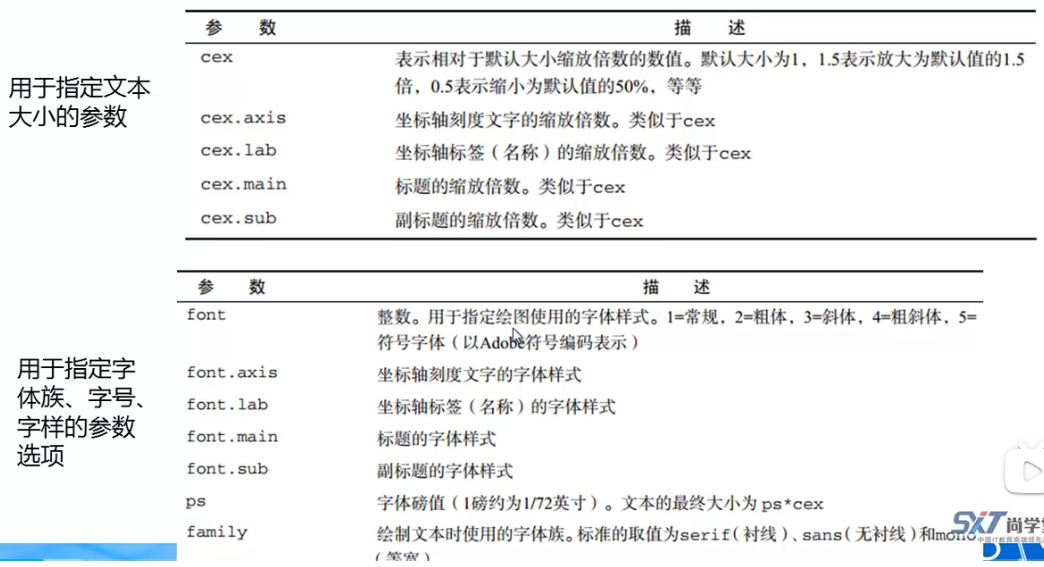 参 数 描 述
用于指定文本
大小的参数
cex 表示相对于默认大小缩放倍数的数值。默认大小为1，1.5表示放大为默认值的1.5
倍，0.5表示缩小为默认值的50%，等等
cex.axis 坐标轴刻度文字的缩放倍数。类似于cex
cex.lab 坐标轴标签（名称）的缩放倍数。类似于cex
cex.main 标题的缩放倍数。类似于cex
cex.sub 副标题的缩放倍数。类似于cex
参 数 描 述
用于指定字
体族、字号、
字样的参数
选项
font 整数。用于指定绘图使用的字体样式。1=常规，2=粗体，3=斜体，4=粗斜体，5=
符号字体（以Adobe符号编码表示）
font.axis 坐标轴刻度文字的字体样式
font.lab 坐标轴标签（名称）的字体样式
font.main 标题的字体样式
font.sub 副标题的字体样式
ps 字体磅值（1磅约为1/72英寸）。文本的最终大小为 ps*cex
family 绘制文本时使用的字体族。标准的取值为serif（衬线）、sans（无衬线）和mono
（等宽）
SXT 尚学